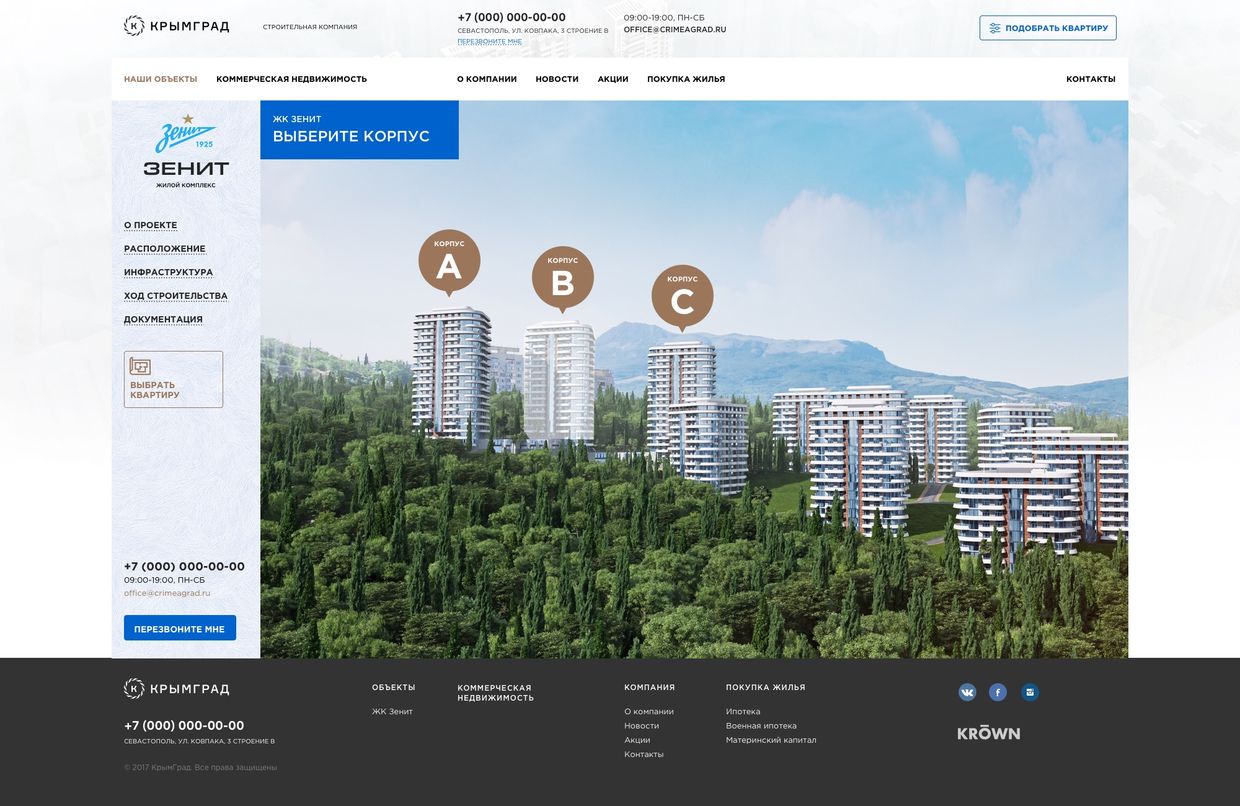 КРЫМГРАД
СТРОИТЕЛЬНАЯ КОМПАНИЯ
+7 (000) 000-00-00
СЕВАСТОПОЛЬ, УЛ. КОВПАКА, 3 СТРОЕНИЕ В
ПЕРЕЗВОНИТЕ МНЕ
09:00-19:00, ПН-СБ
OFFICE@CRIMEAGRAD.RU
ПОДОБРАТЬ КВАРТИРУ
НАШИ ОБЪЕКТЫ
КОММЕРЧЕСКАЯ НЕДВИЖИМОСТЬ
О КОМПАНИИ
НОВОСТИ
АКЦИИ
ПОКУПКА ЖИЛЬЯ
КОНТАКТЫ
Зенит
1925
ЗЕНИТ
ЖИЛОЙ КОМПЛЕКС
О ПРОЕКТЕ
РАСПОЛОЖЕНИЕ
ИНФРАСТРУКТУРА
ХОД СТРОИТЕЛЬСТВА
ДОКУМЕНТАЦИЯ
ВЫБРАТЬ
КВАРТИРУ
+7 (000) 000-00-00
09:00-19:00, ПН-СБ
office@crimeagrad.ru
ПЕРЕЗВОНИТЕ МНЕ
ЖК ЗЕНИТ
ВЫБЕРИТЕ КОРПУС
КОРПУС
A
КОРПУС
B
КОРПУС
C
КРЫМГРАД
+7 (000) 000-00-00
СЕВАСТОПОЛЬ, УЛ. КОВПАКА, 3 СТРОЕНИЕ В
© 2017 КрымГрад. Все права защищены
ОБЪЕКТЫ
ЖК Зенит
КОММЕРЧЕСКАЯ
НЕДВИЖИМОСТЬ
КОМПАНИЯ
О компании
Новости
Акции
Контакты
ПОКУПКА ЖИЛЬЯ
Ипотека
Военная ипотека
Материнский капитал
KRŌWN